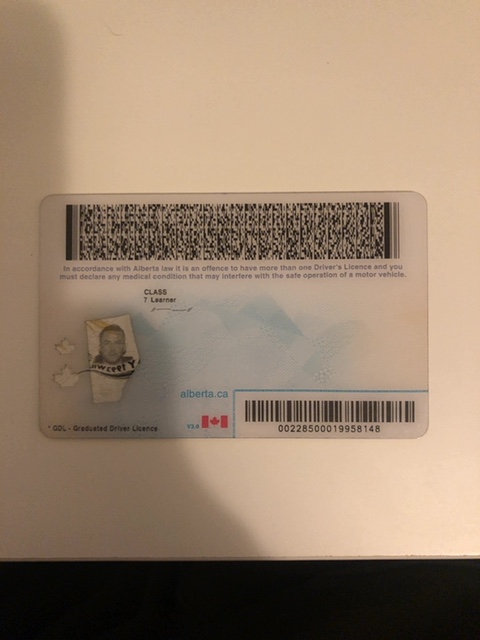 In accordance with Alberta law it is an offence to have more than one Driver's Licence and you
must declare any medical condition that may interfere with the safe operation of a motor vehicle.
CLASS
7 Learner
alberta.ca
00228500019958148
* GDL - Graduated Driver Licence